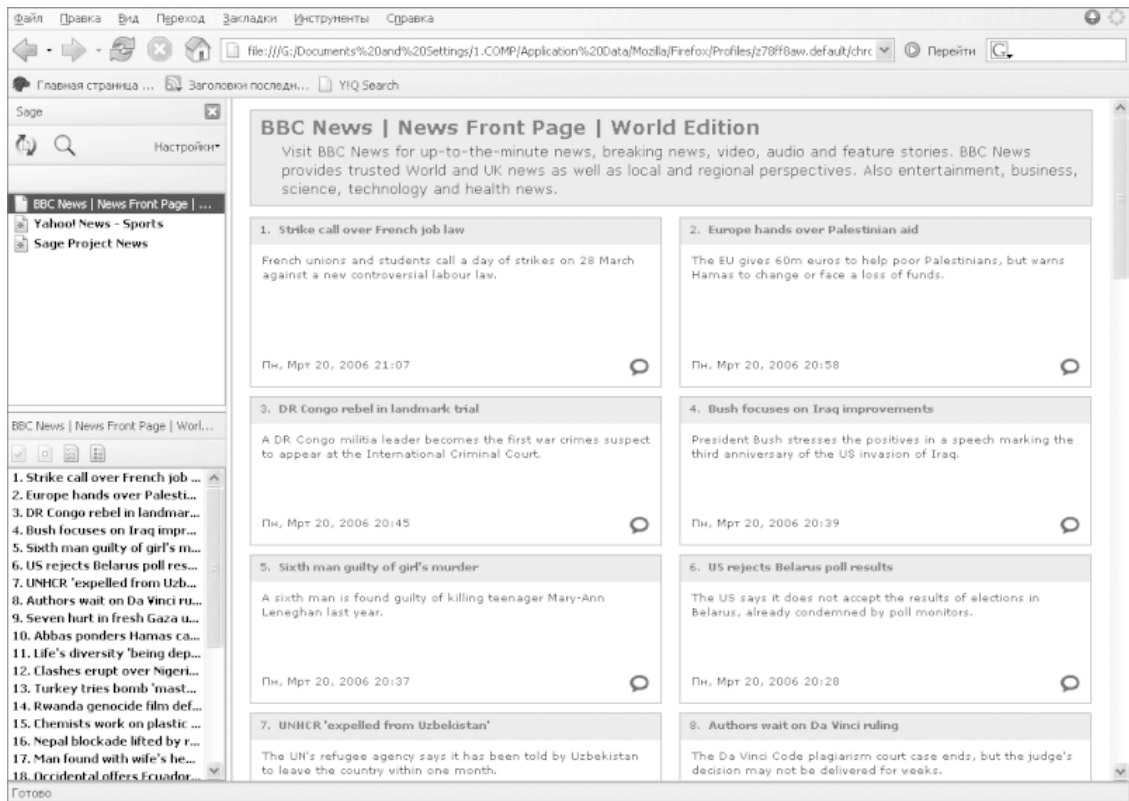 Файл Правка Вид Переход Закладки Инструменты Справка
file:///G:/Documents%20and%20Settings/1.COMP/Application%20Data/Mozilla/Firefox/Profiles/z78ff8aw.default/chrc Перейти G
Главная страница ... Заголовки последн... Y!Q Search
Sage
Настройки
BBC News | News Front Page | ...
Yahoo! News - Sports
Sage Project News
BBC News | News Front Page | Worl...
1. Strike call over French job ...
2. Europe hands over Palesti...
3. DR Congo rebel in landmar...
4. Bush focuses on Iraq impr...
5. Sixth man guilty of girl's m...
6. US rejects Belarus poll res...
7. UNHCR 'expelled from Uzb...
8. Authors wait on Da Vinci ru...
9. Seven hurt in fresh Gaza u...
10. Abbas ponders Hamas ca...
11. Life's diversity 'being dep...
12. Clashes erupt over Nigeri...
13. Turkey tries bomb 'mast...
14. Rwanda genocide film def...
15. Chemists work on plastic ...
16. Nepal blockade lifted by r...
17. Man found with wife's he...
18. Occidental offers Ecuador...
BBC News | News Front Page | World Edition
Visit BBC News for up-to-the-minute news, breaking news, video, audio and feature stories. BBC News
provides trusted World and UK news as well as local and regional perspectives. Also entertainment, business,
science, technology and health news.
1. Strike call over French job law
French unions and students call a day of strikes on 28 March
against a new controversial labour law.
Пн, Мрт 20, 2006 21:07
2. Europe hands over Palestinian aid
The EU gives 60m euros to help poor Palestinians, but warns
Hamas to change or face a loss of funds.
Пн, Мрт 20, 2006 20:58
3. DR Congo rebel in landmark trial
A DR Congo militia leader becomes the first war crimes suspect
to appear at the International Criminal Court.
Пн, Мрт 20, 2006 20:45
4. Bush focuses on Iraq improvements
President Bush stresses the positives in a speech marking the
third anniversary of the US invasion of Iraq.
Пн, Мрт 20, 2006 20:39
5. Sixth man guilty of girl's murder
A sixth man is found guilty of killing teenager Mary-Ann
Leneghan last year.
Пн, Мрт 20, 2006 20:37
6. US rejects Belarus poll results
The US says it does not accept the results of elections in
Belarus, already condemned by poll monitors.
Пн, Мрт 20, 2006 20:28
7. UNHCR 'expelled from Uzbekistan'
The UN's refugee agency says it has been told by Uzbekistan
to leave the country within one month.
8. Authors wait on Da Vinci ruling
The Da Vinci Code plagiarism court case ends, but the judge's
decision may not be delivered for weeks.
Готово